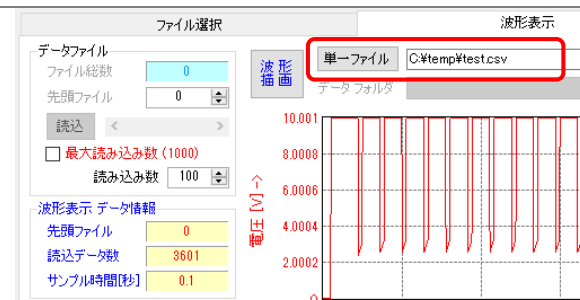 ファイル選択
波形表示
データファイル
ファイル総数 0
先頭ファイル 0
読込 < >
最大読み込み数 (1000)
読み込み数 100
波形表示 データ情報
先頭ファイル 0
読込データ数 3601
サンプル時間[秒] 0.1
波形
描画
単一ファイル C:¥temp¥test.csv
データ フォルダ
電圧 [V] ->
10.001
8.0008
6.0006
4.0004
2.0002
0